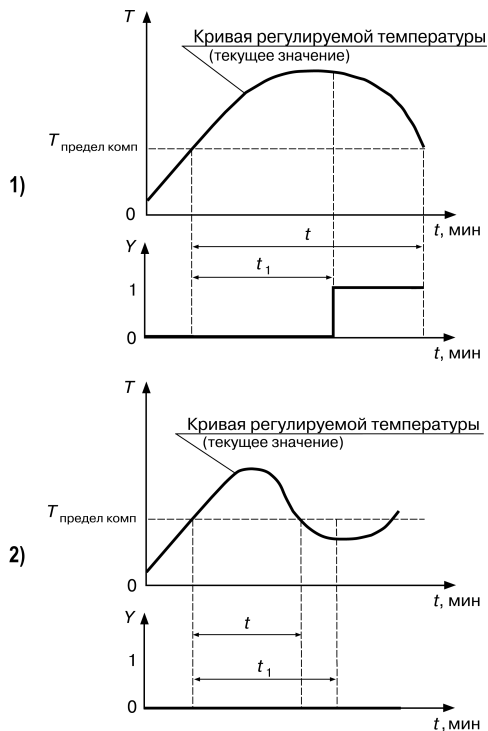 T
Кривая регулируемой температуры
(текущее значение)
T предел комп
1)
0
t, мин
Y
t
t 1
1
0
t, мин
T
Кривая регулируемой температуры
(текущее значение)
T предел комп
2)
0
t, мин
Y
t
1
t 1
0
t, мин